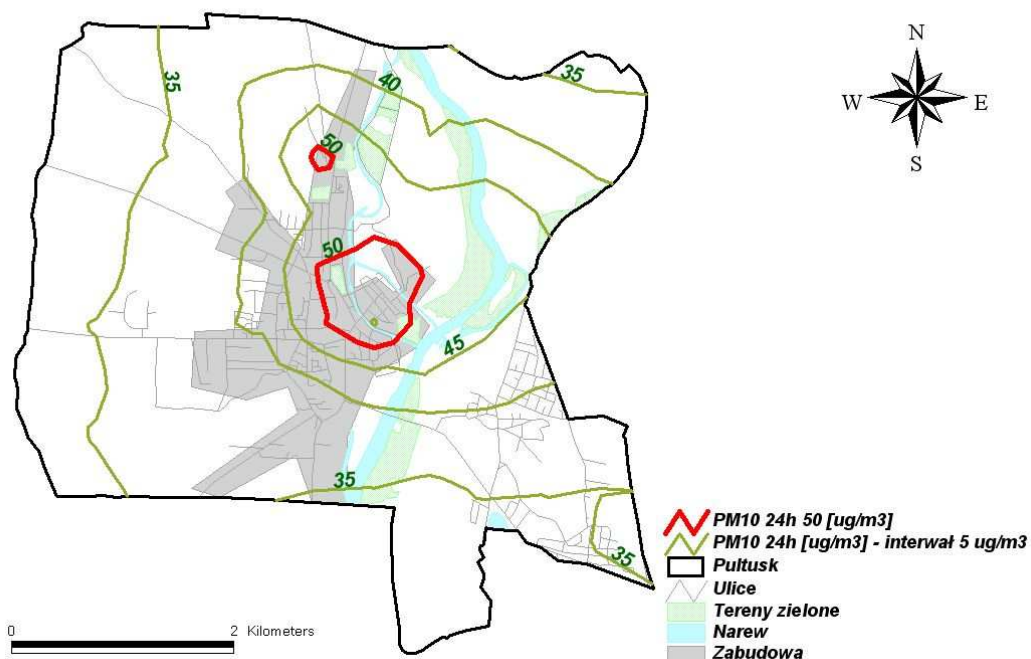 N
W E
S
35
40
35
50
50
45
35
35
PM10 24h 50 [ug/m3]
PM10 24h [ug/m3] - interwał 5 ug/m3
Pultusk
Ulice
Tereny zielone
Narew
Zabudowa
0 2 Kilometers